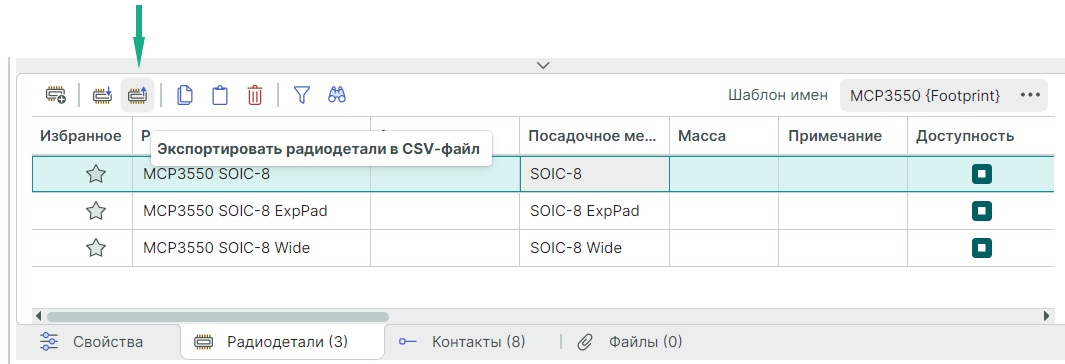 Шаблон имен MCP3550 {Footprint} •••
Избранное Посадочное ме... Масса Примечание Доступность
Экспортировать радиодетали в CSV-файл
MCP3550 SOIC-8 SOIC-8
MCP3550 SOIC-8 ExpPad SOIC-8 ExpPad
MCP3550 SOIC-8 Wide SOIC-8 Wide
Свойства Радиодетали (3) Контакты (8) Файлы (0)